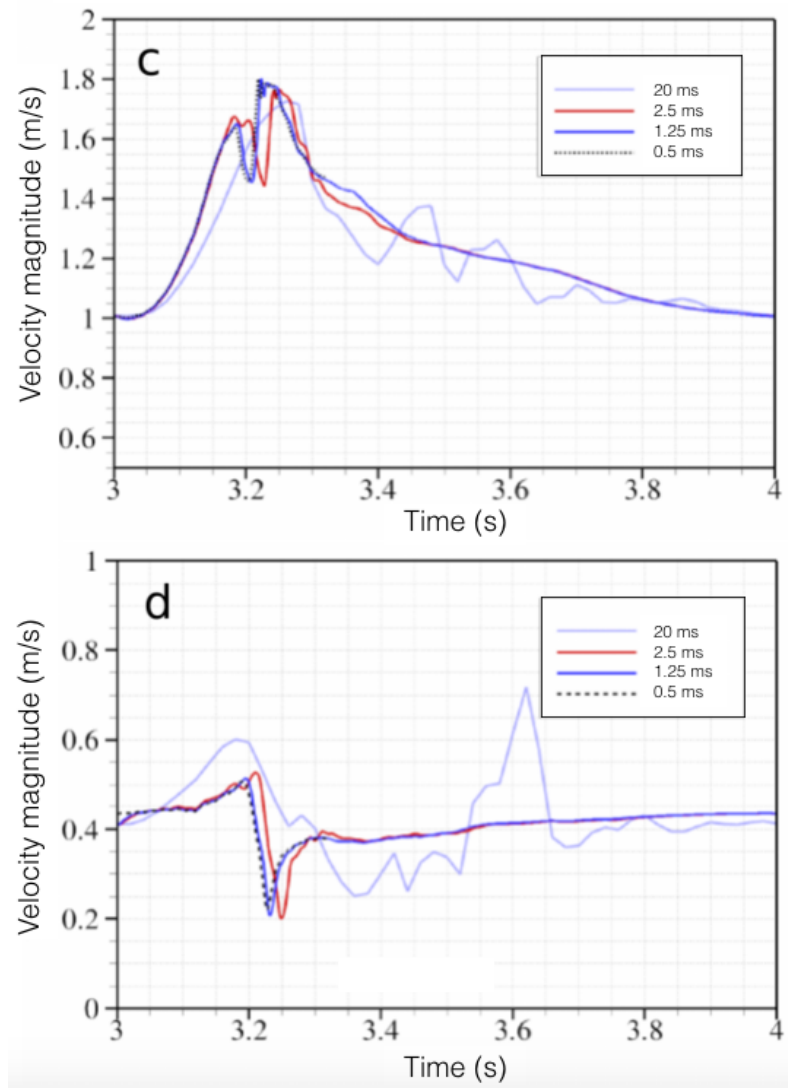 2
c
1.8
20 ms
2.5 ms
1.25 ms
0.5 ms
1.6
1.4
1.2
1
0.8
0.6
Velocity magnitude (m/s)
3 3.2 3.4 3.6 3.8 4
Time (s)
1
d
20 ms
2.5 ms
1.25 ms
0.5 ms
0.8
0.6
0.4
0.2
0
Velocity magnitude (m/s)
3 3.2 3.4 3.6 3.8 4
Time (s)